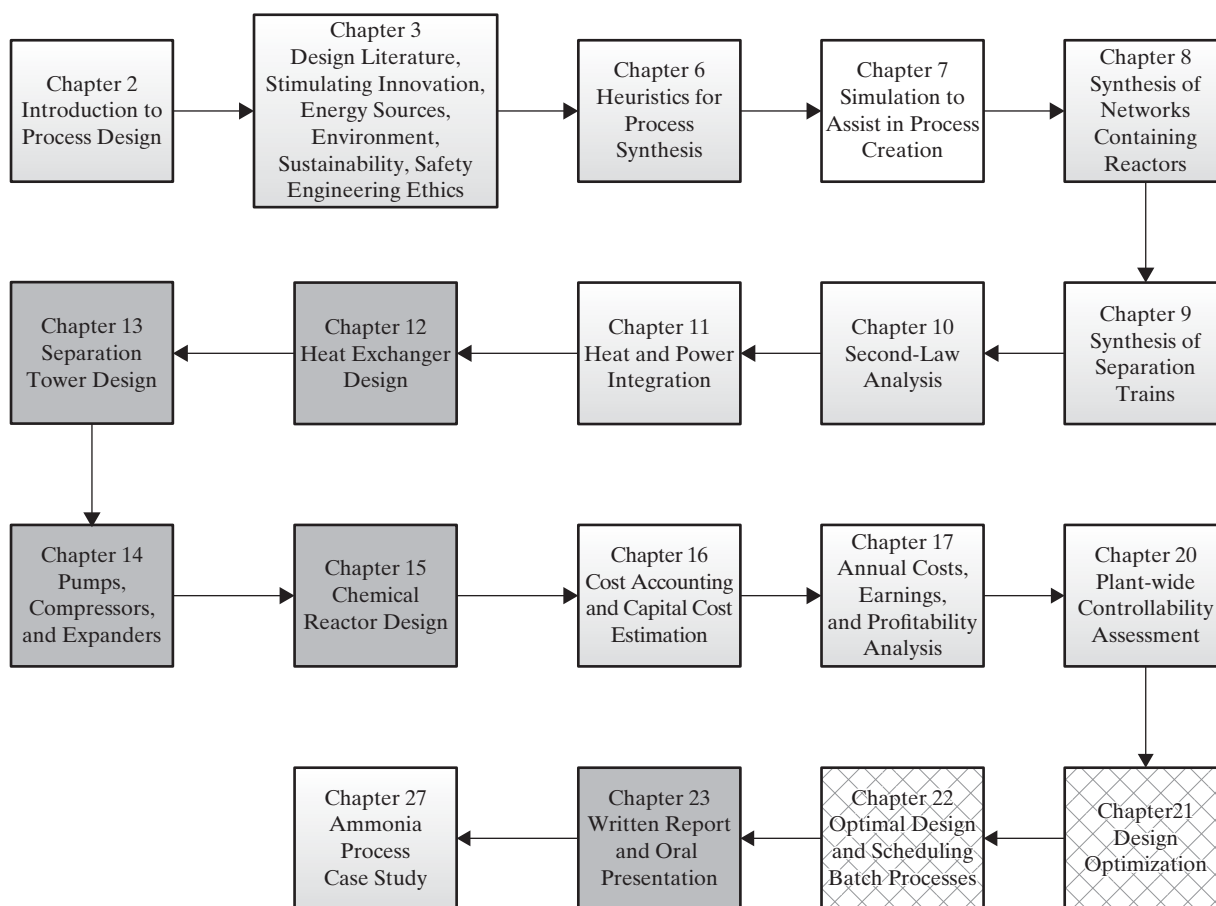 Chapter 2
Introduction to
Process Design
Chapter 3
Design Literature,
Stimulating Innovation,
Energy Sources,
Environment,
Sustainability, Safety
Engineering Ethics
Chapter 6
Heuristics for
Process
Synthesis
Chapter 7
Simulation to
Assist in Process
Creation
Chapter 8
Synthesis of
Networks
Containing
Reactors
Chapter 9
Synthesis of
Separation
Trains
Chapter 10
Second-Law
Analysis
Chapter 11
Heat and Power
Integration
Chapter 12
Heat Exchanger
Design
Chapter 13
Separation
Tower Design
Chapter 14
Pumps,
Compressors,
and Expanders
Chapter 15
Chemical
Reactor Design
Chapter 16
Cost Accounting
and Capital Cost
Estimation
Chapter 17
Annual Costs,
Earnings,
and Profitability
Analysis
Chapter 20
Plant-wide
Controllability
Assessment
Chapter21
Design
Optimization
Chapter 22
Optimal Design
and Scheduling
Batch Processes
Chapter 23
Written Report
and Oral
Presentation
Chapter 27
Ammonia
Process
Case Study